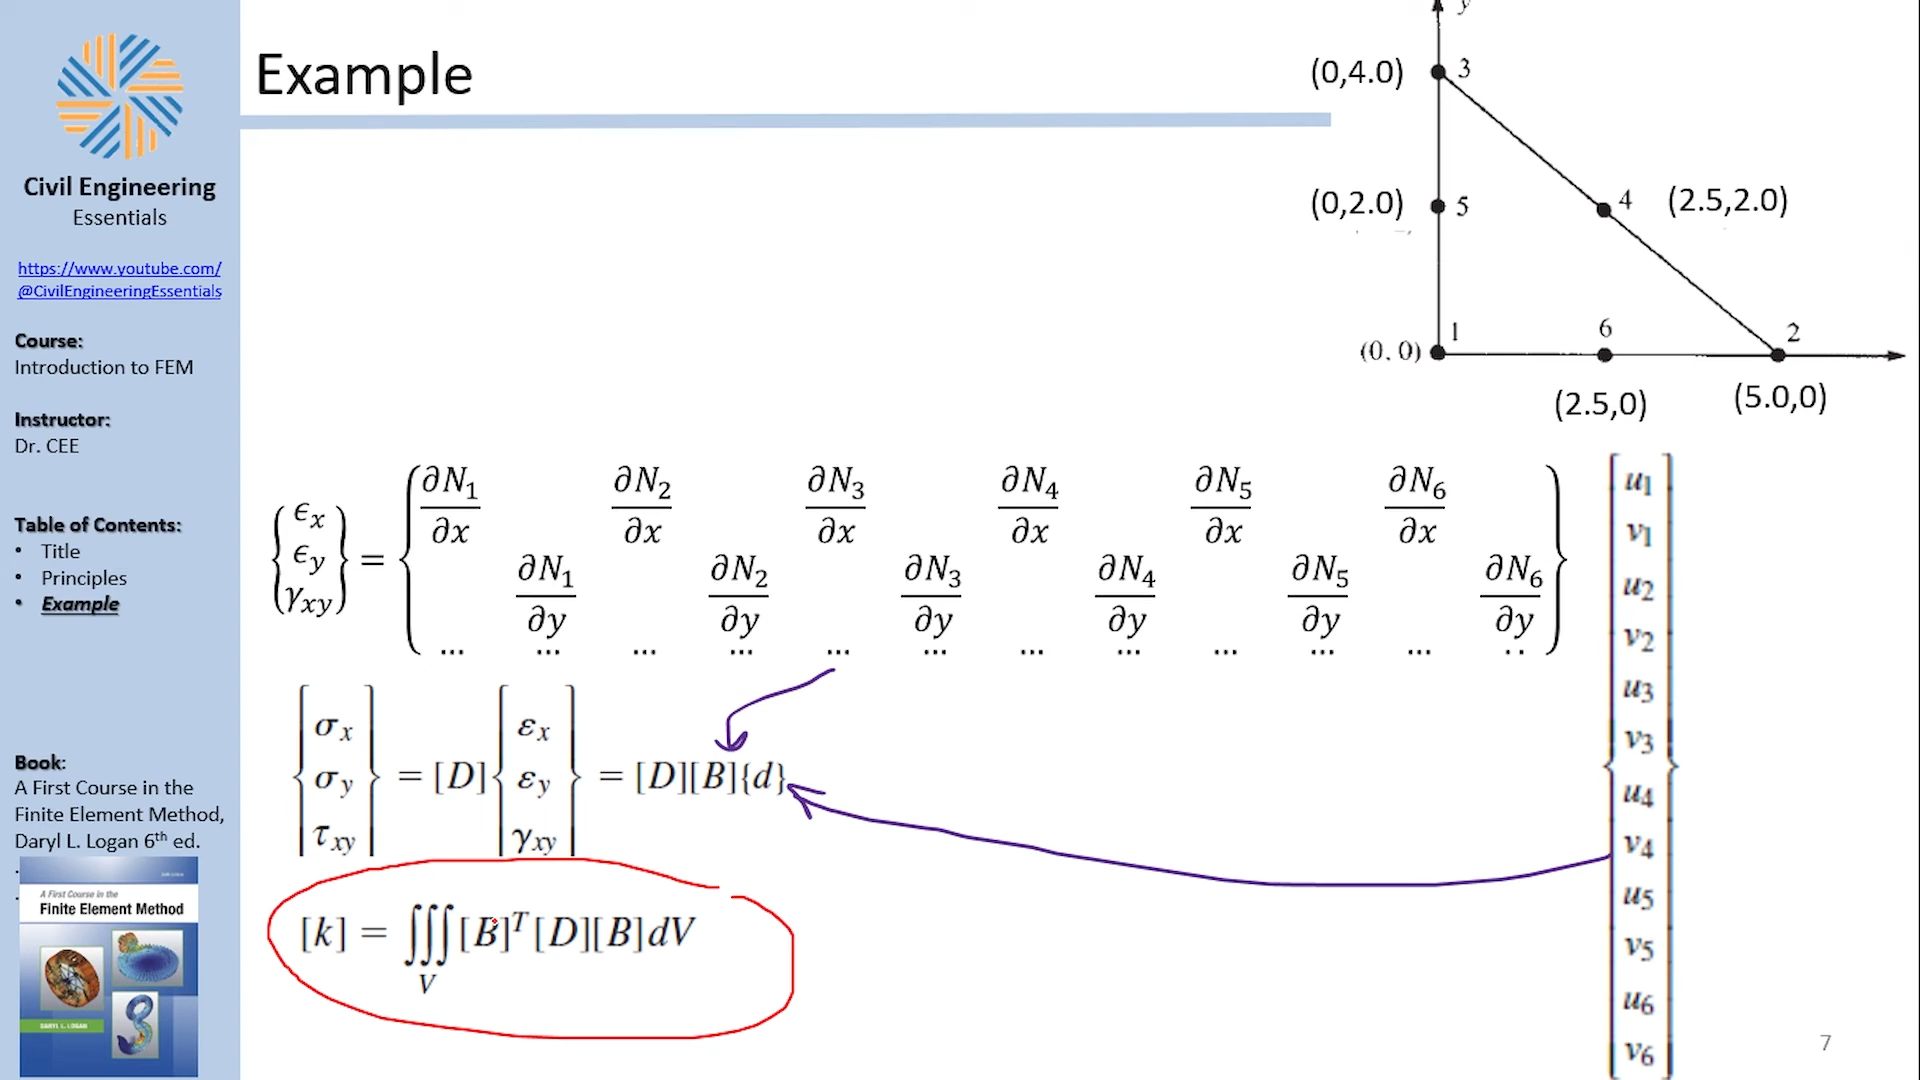 Civil Engineering
Essentials
https://www.youtube.com/
@CivilEngineeringEssentials
Course:
Introduction to FEM
Instructor:
Dr. CEE
Table of Contents:
• Title
• Principles
• Example
Book:
A First Course in the
Finite Element Method,
Daryl L. Logan 6th ed.
A First Course in the
Finite Element Method
DARYL L. LOGAN
Example
y
(0,4.0) 3
(0,2.0) 5
4 (2.5,2.0)
(0, 0) 1
6
2
(2.5,0)
(5.0,0)
{ϵx ϵy γxy} = {∂N1/∂x ∂N2/∂x ∂N3/∂x ∂N4/∂x ∂N5/∂x ∂N6/∂x
∂N1/∂y ∂N2/∂y ∂N3/∂y ∂N4/∂y ∂N5/∂y ∂N6/∂y
... ... ... ... ... ... ... ... ... ... ... ..}
{u1
v1
u2
v2
u3
v3
u4
v4
u5
v5
u6
v6}
{σx σy τxy} = [D]{εx εy γxy} = [D][B]{d}
[k] = ∭V [B]^T [D][B] dV
7